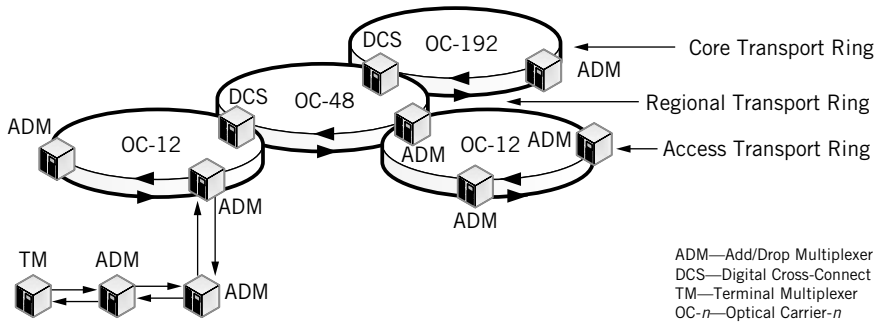 DCS
OC-192
Core Transport Ring
ADM
DCS
OC-48
Regional Transport Ring
ADM
OC-12
ADM
OC-12
ADM
Access Transport Ring
ADM
ADM
TM
ADM
ADM
ADM—Add/Drop Multiplexer
DCS—Digital Cross-Connect
TM—Terminal Multiplexer
OC-n—Optical Carrier-n